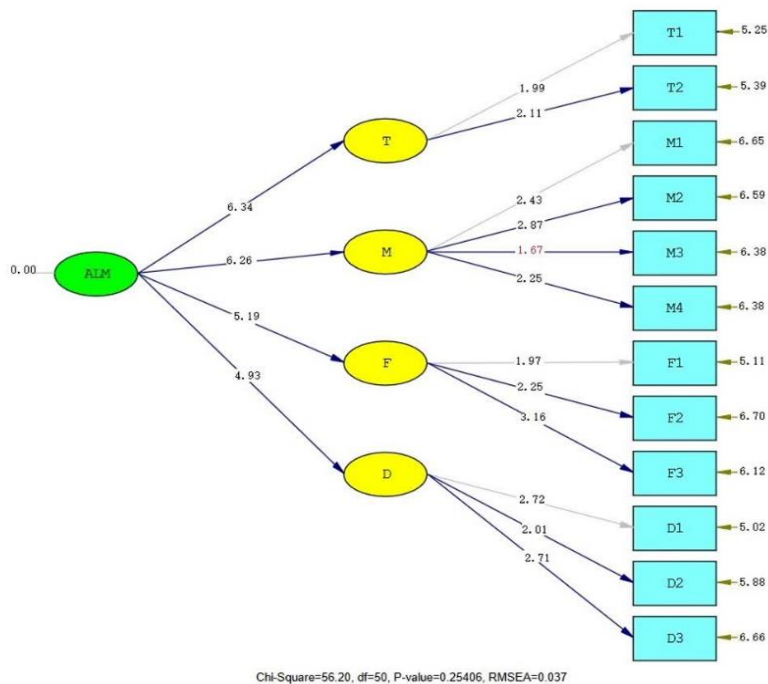 T1
5.25
1.99
T2
5.39
2.11
T
M1
6.65
2.43
M2
6.59
2.87
6.34
M
1.67
M3
6.38
6.26
0.00
ALM
2.25
M4
6.38
5.19
F
1.97
F1
5.11
4.93
2.25
F2
6.70
3.16
F3
6.12
D
2.72
D1
5.02
2.01
D2
5.88
2.71
D3
6.66
Chi-Square=56.20, df=50, P-value=0.25406, RMSEA=0.037